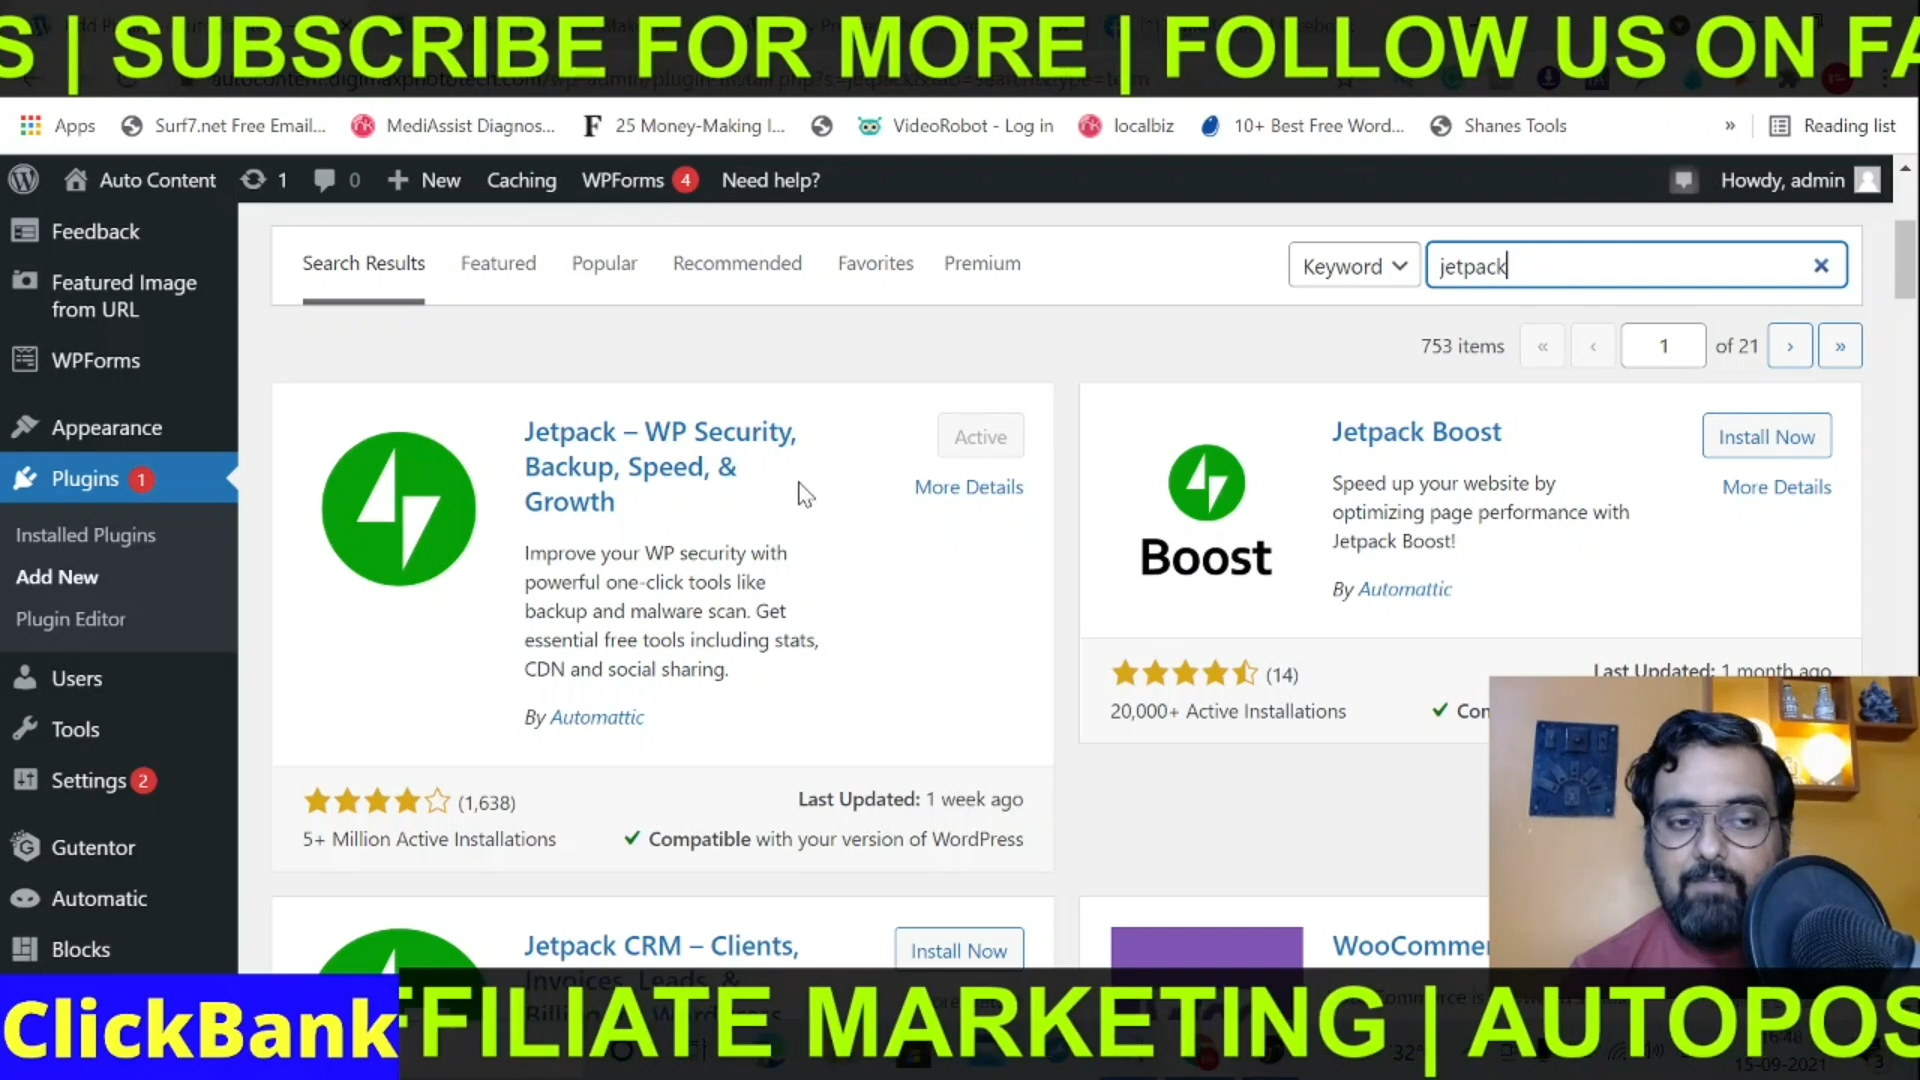 S | SUBSCRIBE FOR MORE | FOLLOW US ON FA
Apps
Surf7.net Free Email...
MediAssist Diagnos...
25 Money-Making I...
VideoRobot - Log in
localbiz
10+ Best Free Word...
Shanes Tools
»
Reading list
Auto Content
1
0
New
Caching
WPForms 4
Need help?
Howdy, admin
Feedback
Featured Image
from URL
WPForms
Appearance
Plugins 1
Installed Plugins
Add New
Plugin Editor
Users
Tools
Settings 2
Gutentor
Automatic
Blocks
Search Results
Featured
Popular
Recommended
Favorites
Premium
Keyword
jetpack
753 items
«
‹
1
of 21
›
»
Jetpack – WP Security,
Backup, Speed, &
Growth
Active
More Details
Improve your WP security with
powerful one-click tools like
backup and malware scan. Get
essential free tools including stats,
CDN and social sharing.
By Automattic
(1,638)
Last Updated: 1 week ago
5+ Million Active Installations
Compatible with your version of WordPress
Boost
Jetpack Boost
Install Now
More Details
Speed up your website by
optimizing page performance with
Jetpack Boost!
By Automattic
(14)
Last Updated: 1 month ago
20,000+ Active Installations
Com
Jetpack CRM – Clients,
Invoices, Leads, &
Install Now
WooComme
ClickBank
FFILIATE MARKETING | AUTOPOS
15-09-2021